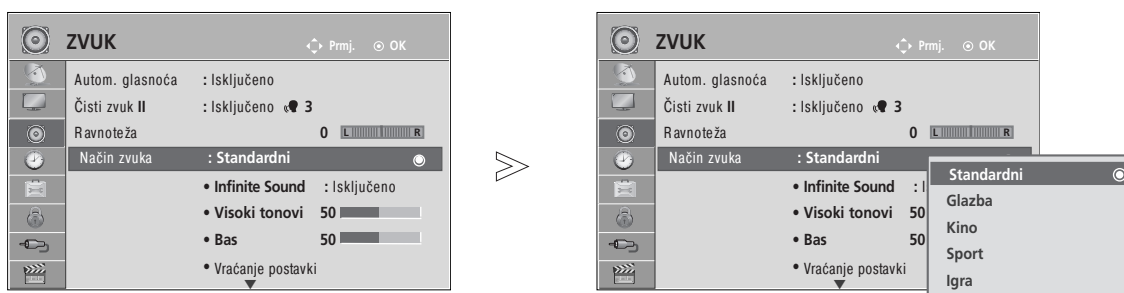 ZVUK
Prmj. OK
Autom. glasnoća : Isključeno
Čisti zvuk II : Isključeno 3
Ravnoteža 0 L R
Način zvuka : Standardni
• Infinite Sound : Isključeno
• Visoki tonovi 50
• Bas 50
• Vraćanje postavki
ZVUK
Prmj. OK
Autom. glasnoća : Isključeno
Čisti zvuk II : Isključeno 3
Ravnoteža 0 L R
Način zvuka : Standardni
• Infinite Sound : I
• Visoki tonovi 50
• Bas 50
• Vraćanje postavki
Standardni
Glazba
Kino
Sport
Igra